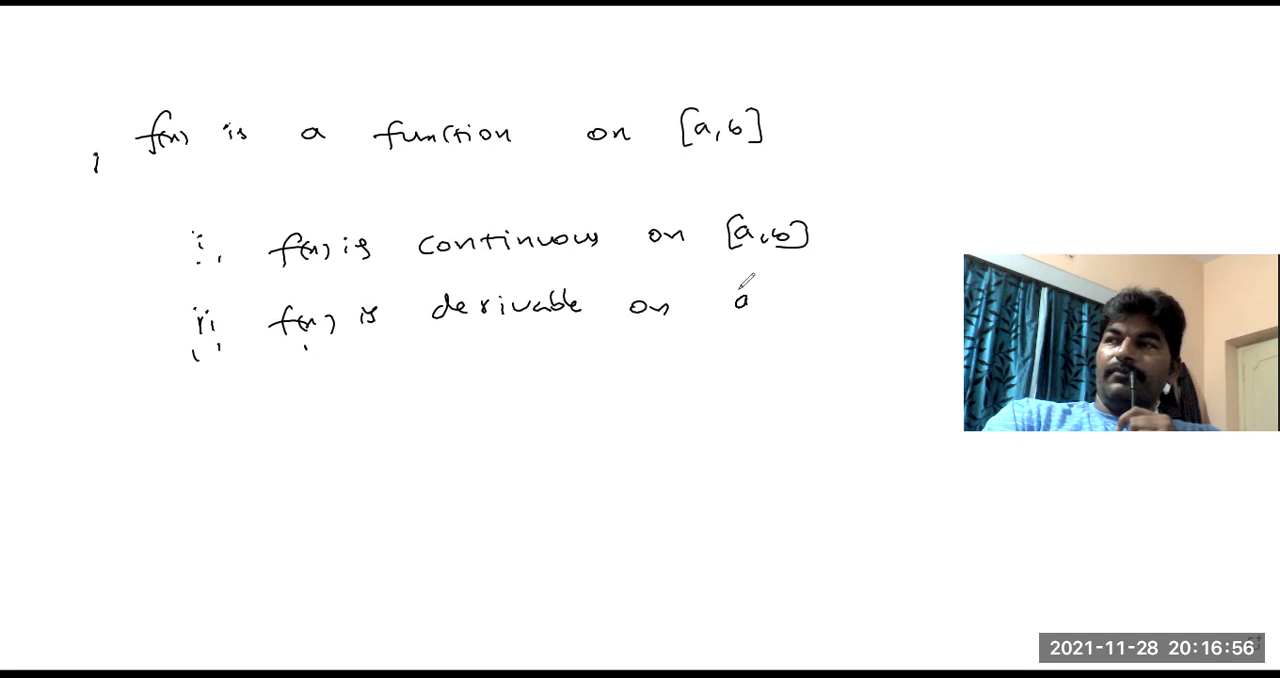 f(x) is a function on [a,b]
i, f(x) is continuous on [a,b]
ii, f(x) is derivable on a
2021-11-28 20:16:56